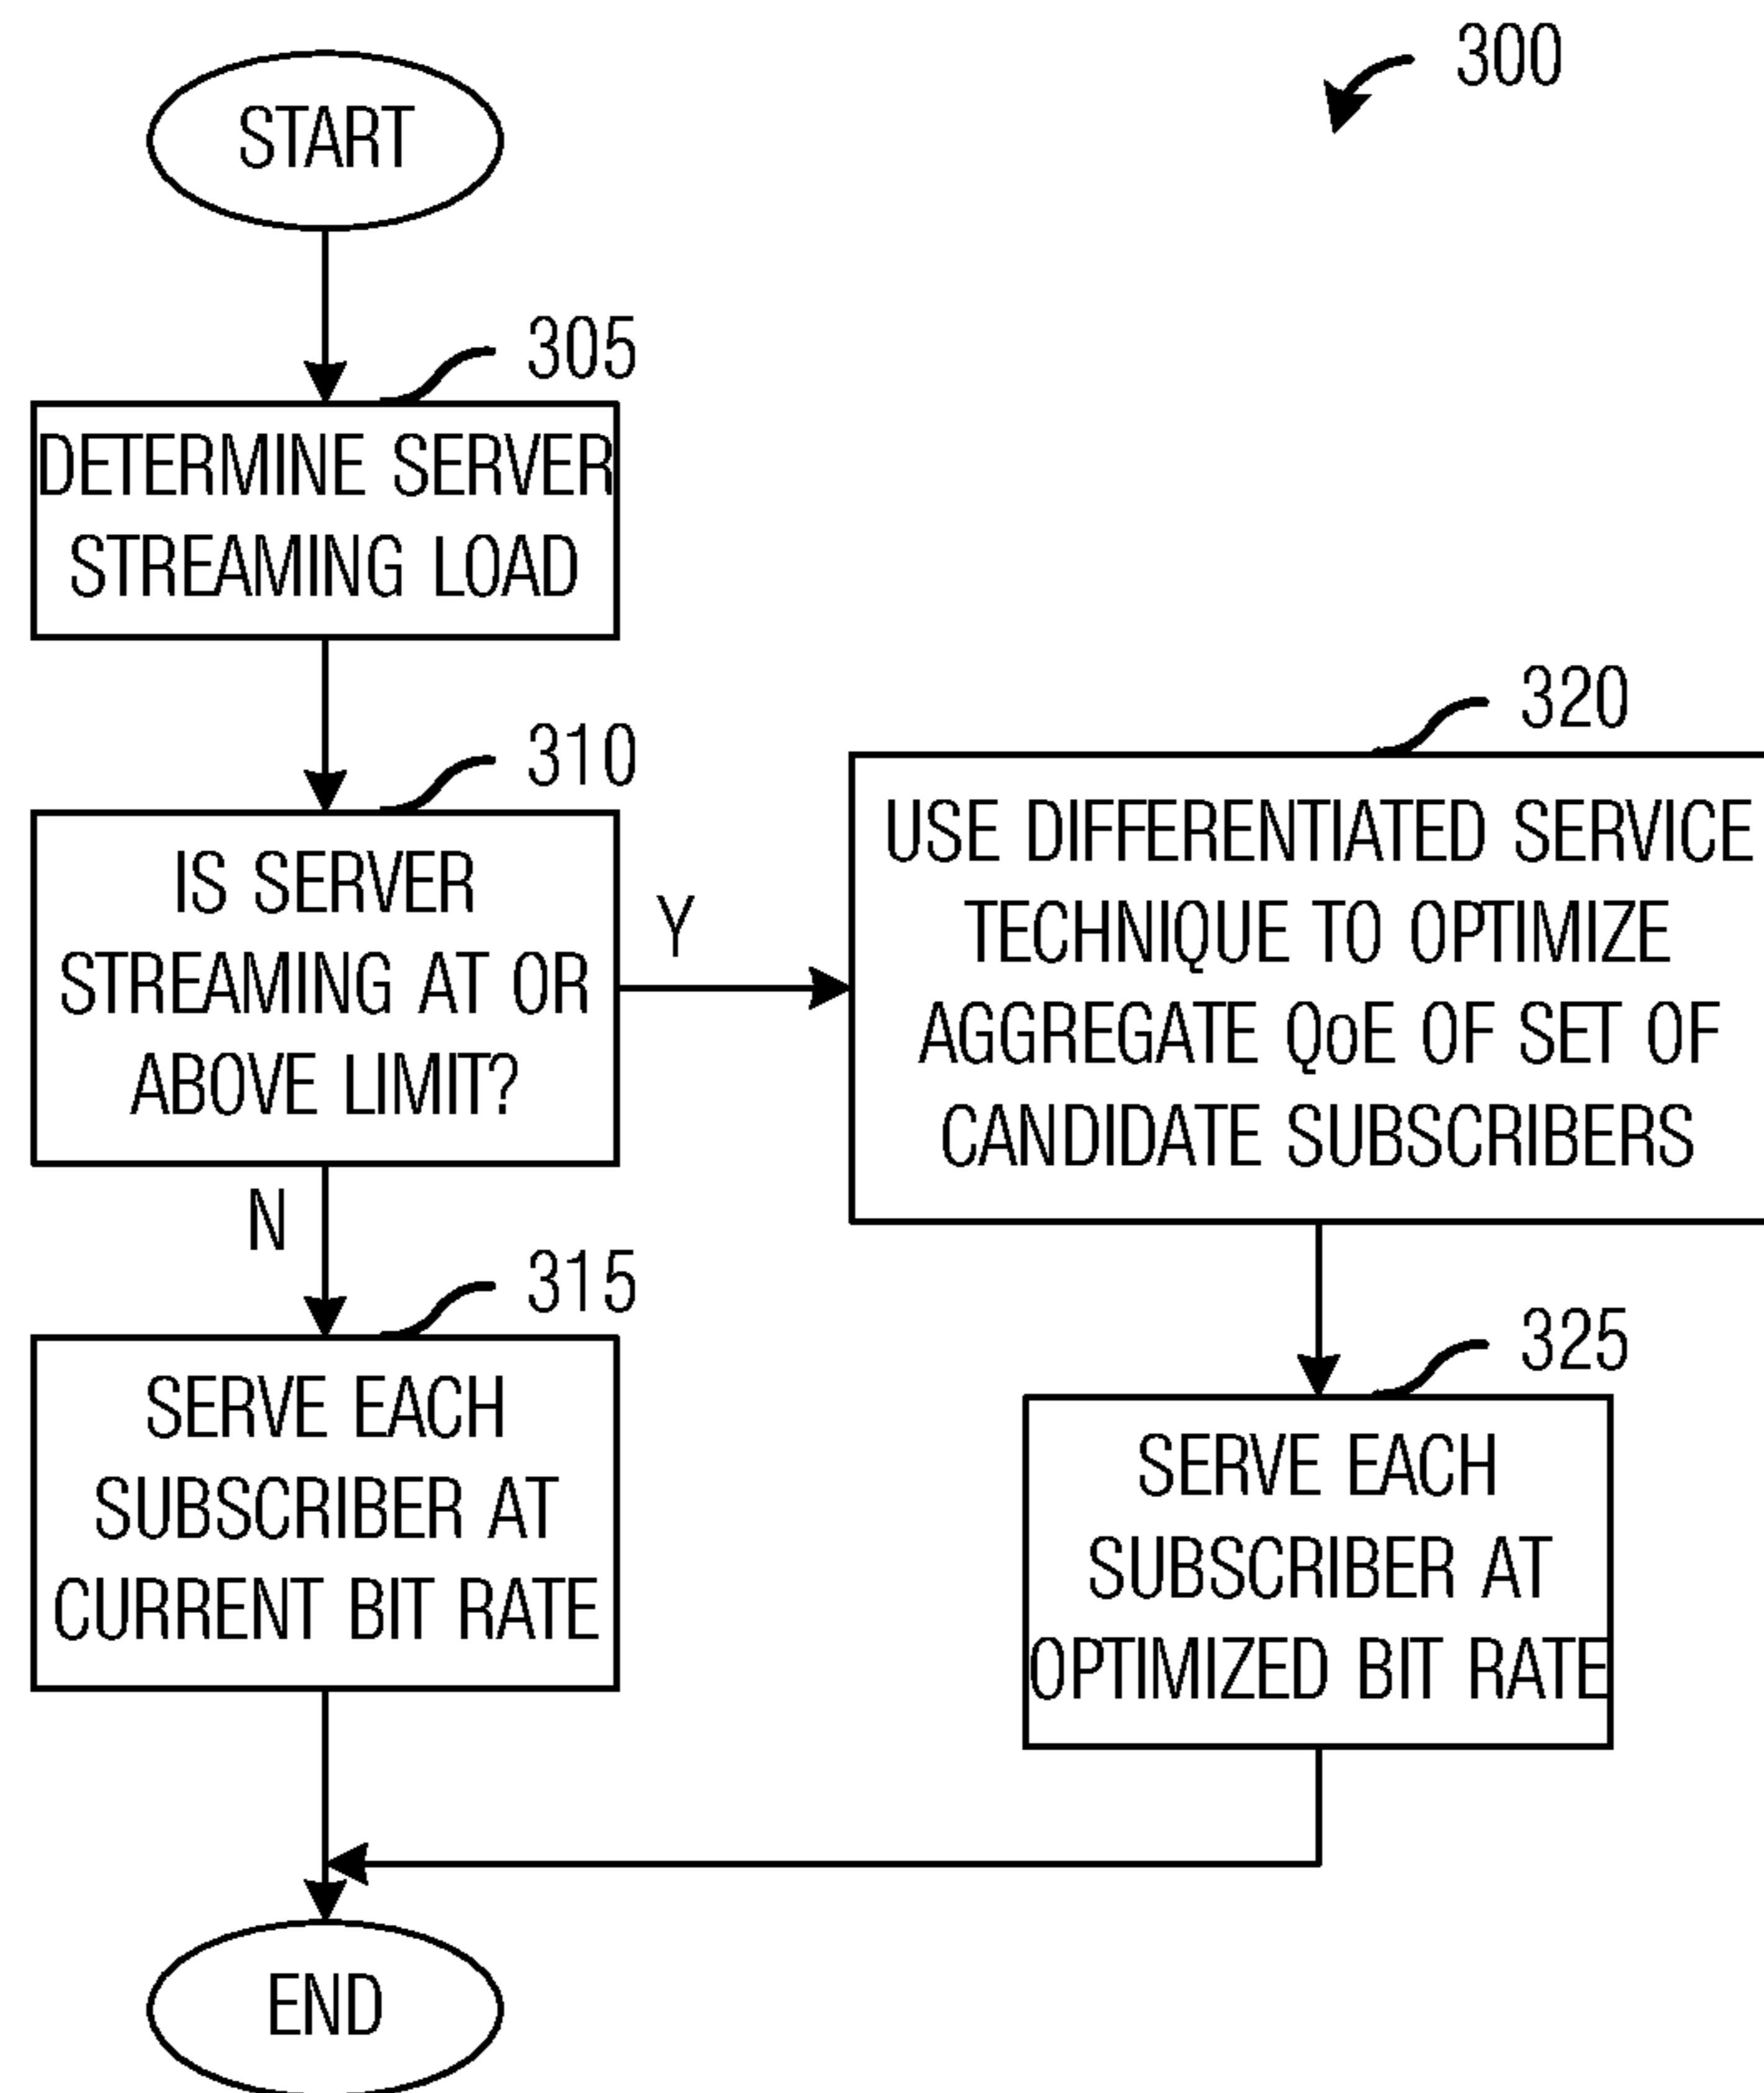 300
START
305
DETERMINE SERVER
STREAMING LOAD
310
IS SERVER
STREAMING AT OR
ABOVE LIMIT?
Y
N
320
USE DIFFERENTIATED SERVICE
TECHNIQUE TO OPTIMIZE
AGGREGATE QoE OF SET OF
CANDIDATE SUBSCRIBERS
315
SERVE EACH
SUBSCRIBER AT
CURRENT BIT RATE
325
SERVE EACH
SUBSCRIBER AT
OPTIMIZED BIT RATE
END